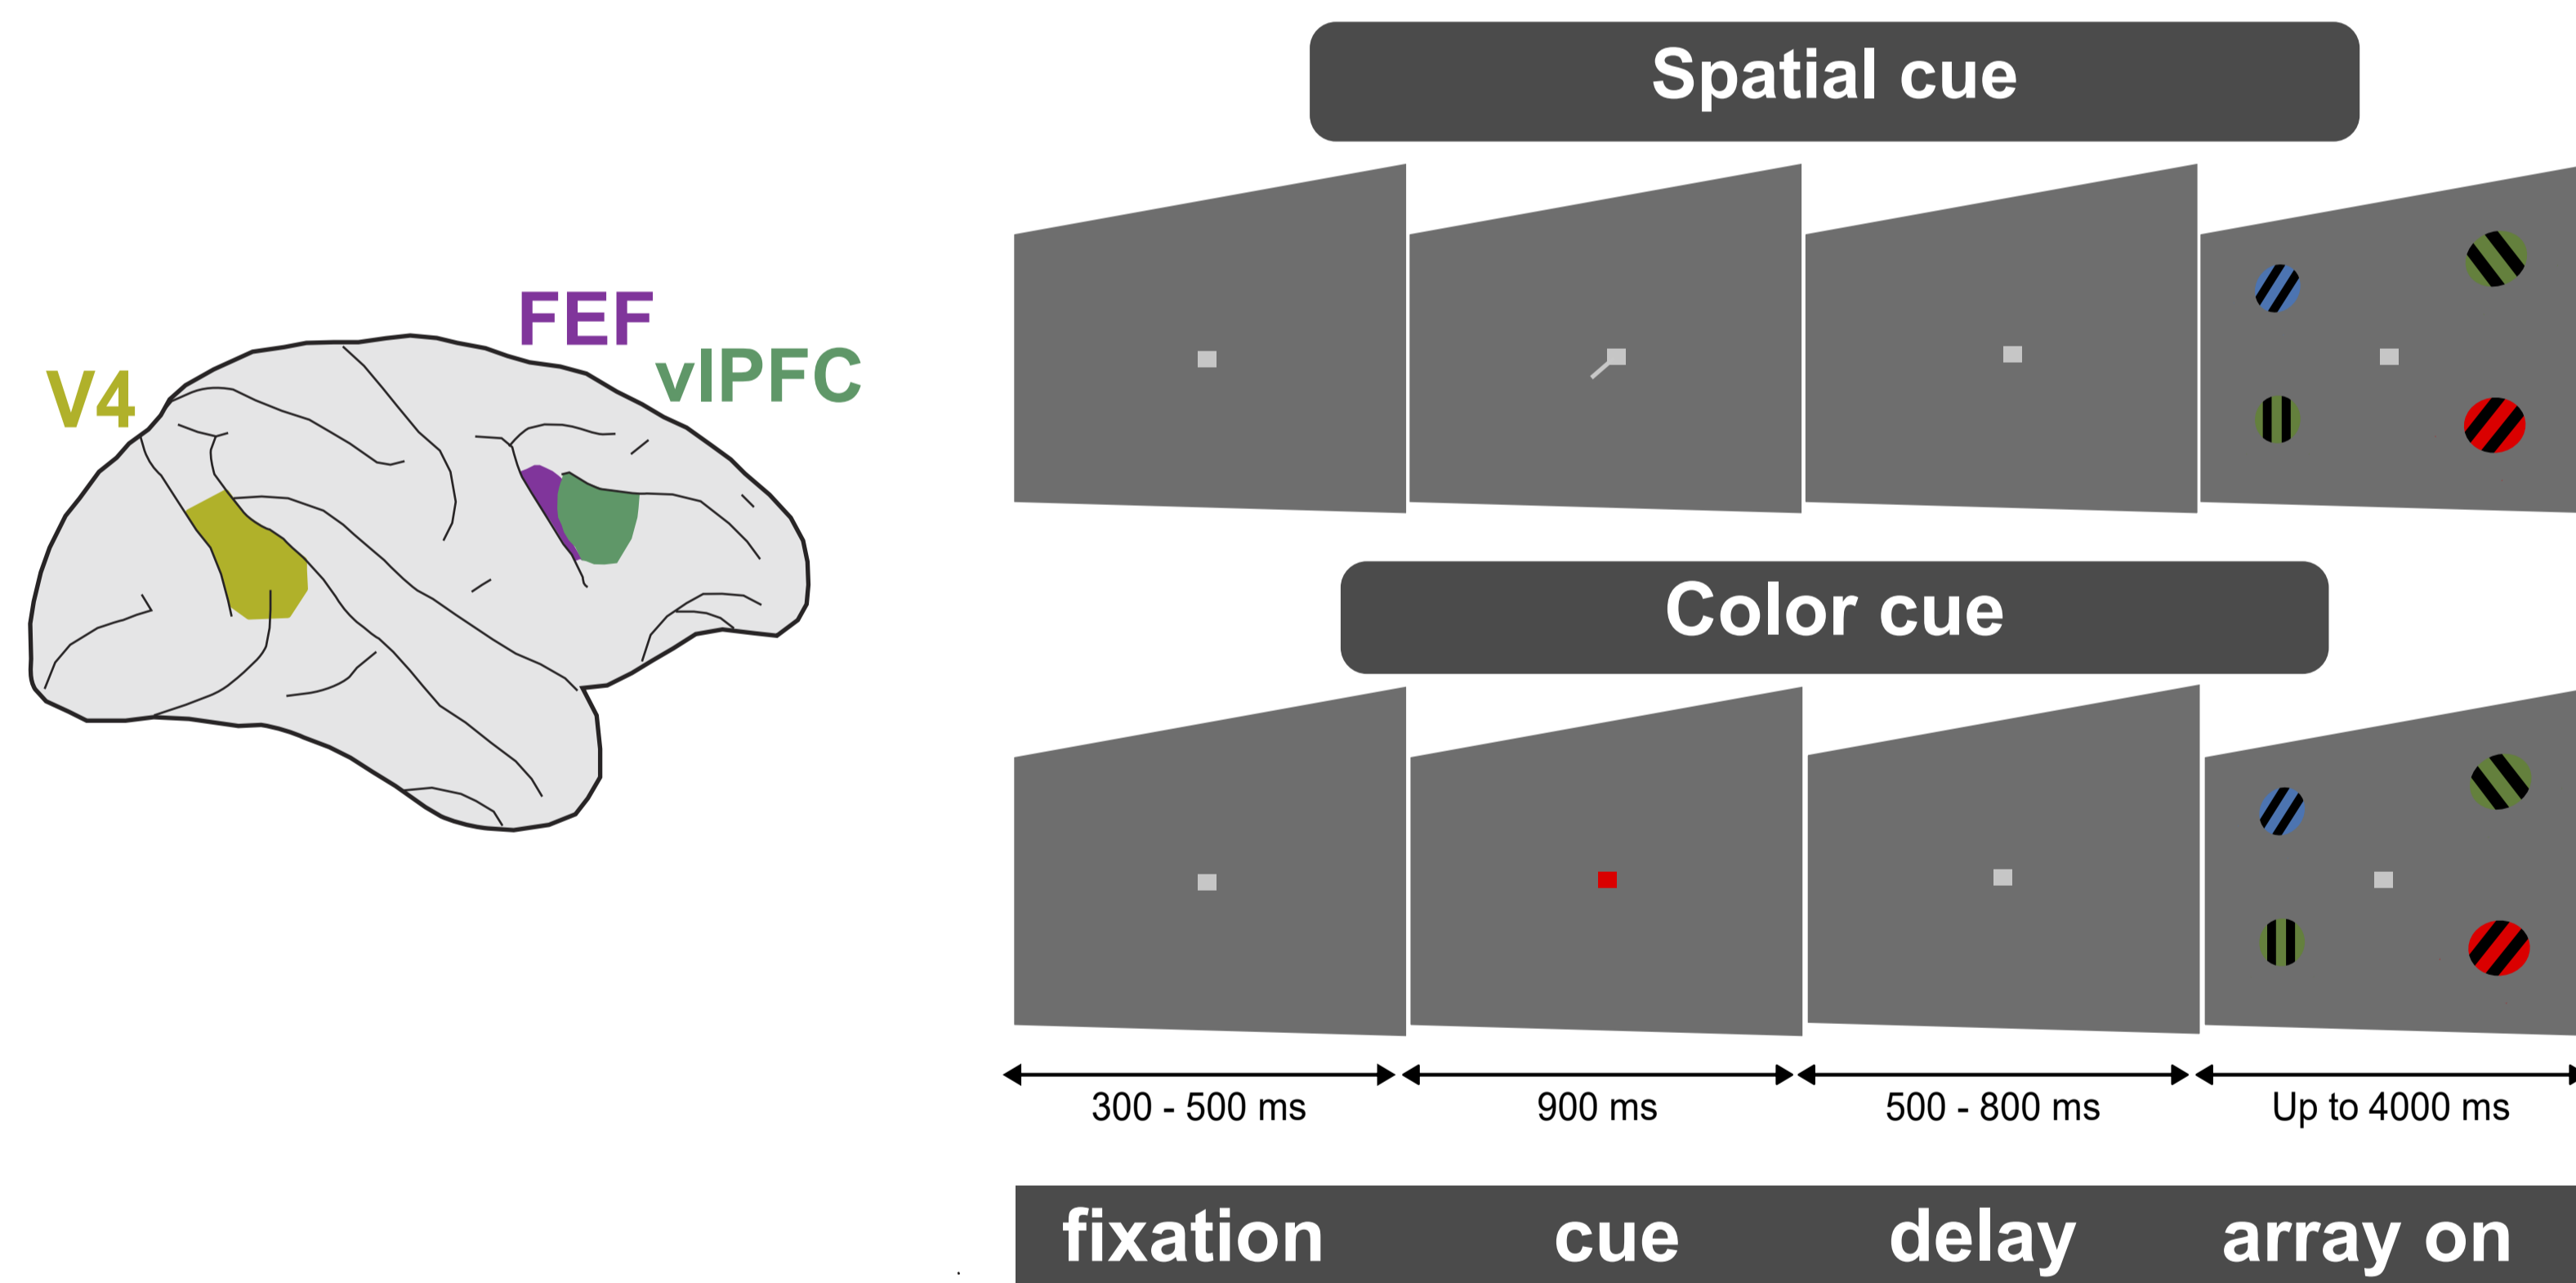 Spatial cue
FEF
vlPFC
V4
Color cue
300 - 500 ms
900 ms
500 - 800 ms
Up to 4000 ms
fixation
cue
delay
array on